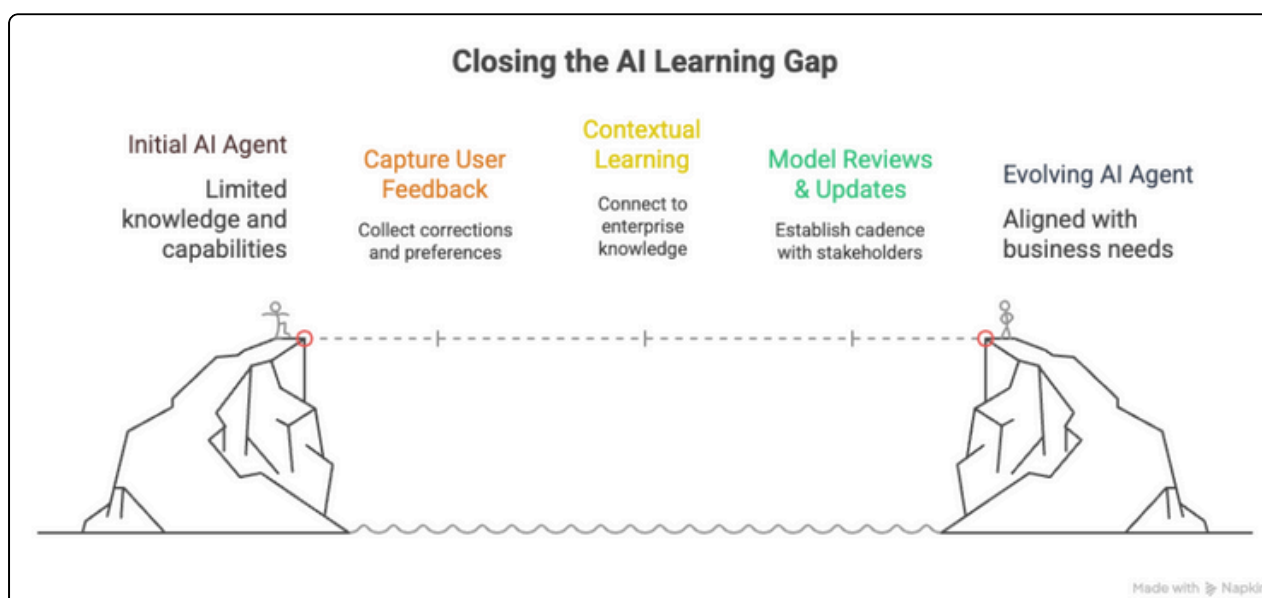 Closing the AI Learning Gap
Initial AI Agent
Limited
knowledge and
capabilities
Capture User
Feedback
Collect corrections
and preferences
Contextual
Learning
Connect to
enterprise
knowledge
Model Reviews
& Updates
Establish cadence
with stakeholders
Evolving AI Agent
Aligned with
business needs
Made with Napkin